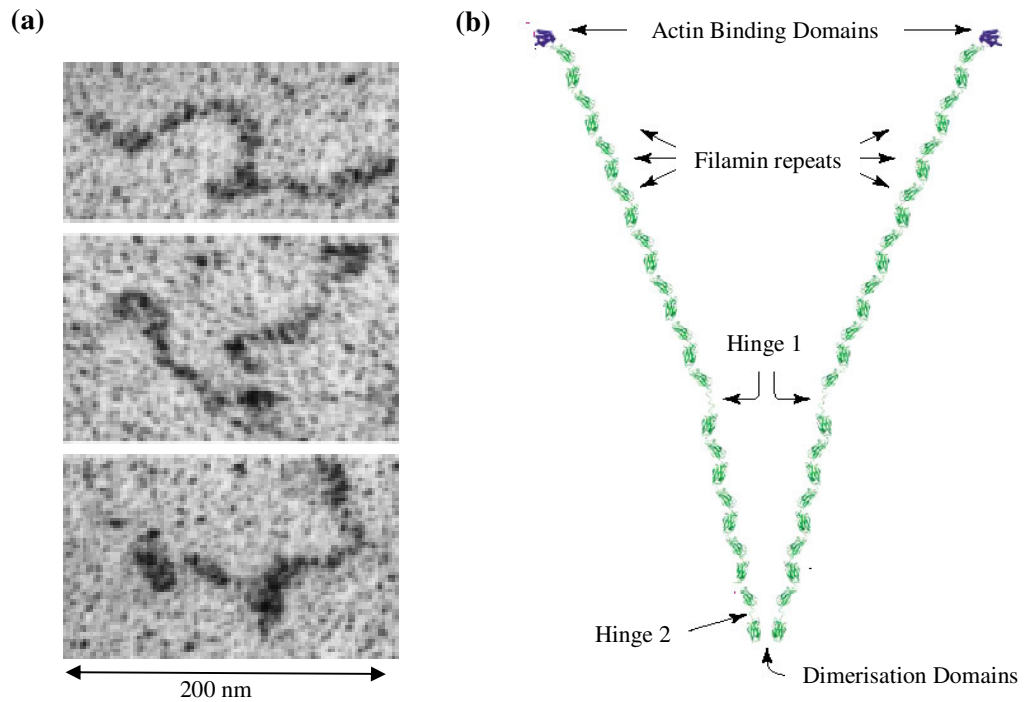 (a)
(b)
Actin Binding Domains
Filamin repeats
Hinge 1
Hinge 2
Dimerisation Domains
200 nm